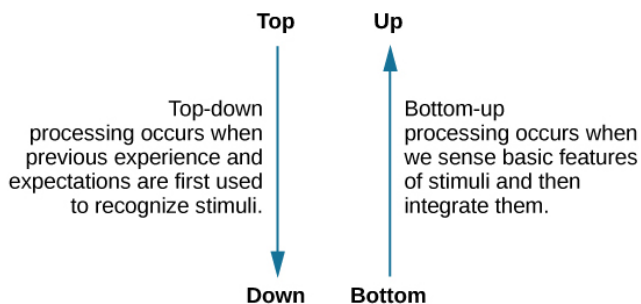 Top
Up
Top-down
processing occurs when
previous experience and
expectations are first used
to recognize stimuli.
Bottom-up
processing occurs when
we sense basic features
of stimuli and then
integrate them.
Down
Bottom